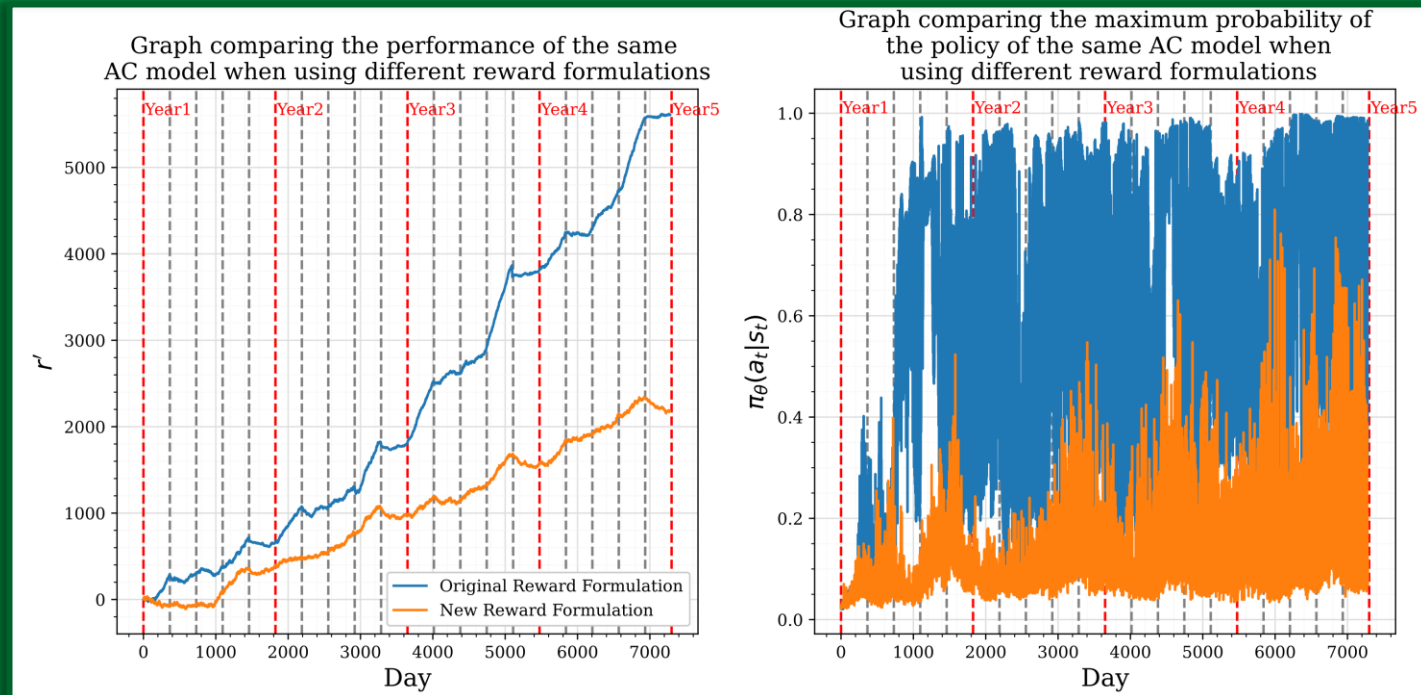 Graph comparing the performance of the same
AC model when using different reward formulations
Year1 Year2 Year3 Year4 Year5
5000
4000
3000
2000
1000
0
r′
Original Reward Formulation
New Reward Formulation
0 1000 2000 3000 4000 5000 6000 7000
Day
Graph comparing the maximum probability of
the policy of the same AC model when
using different reward formulations
Year1 Year2 Year3 Year4 Year5
1.0
0.8
0.6
0.4
0.2
0.0
πθ(at|st)
0 1000 2000 3000 4000 5000 6000 7000
Day